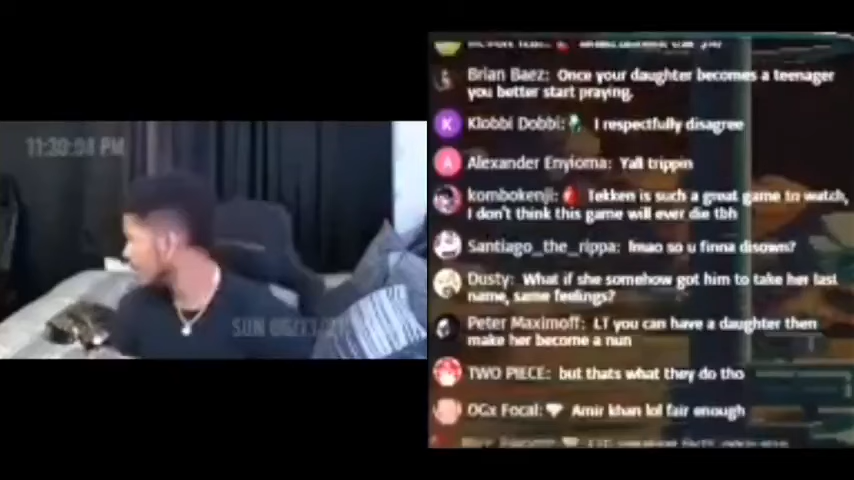 11:39:04 PM
SUN
Brian Baez: Once your daughter becomes a teenager
you better start praying.
K
Klobbi Dobbi: I respectfully disagree
A
Alexander Enyioma: Yall trippin
kombokenji: Tekken is such a great game to watch,
I don't think this game will ever die tbh
Santiago_the_rippa: lmao so u finna disown?
Dusty: What if she somehow got him to take her last
name, same feelings?
Peter Maximoff: LT you can have a daughter then
make her become a nun
TWO PIECE: but thats what they do tho
OGx Focal: Amir khan lol fair enough